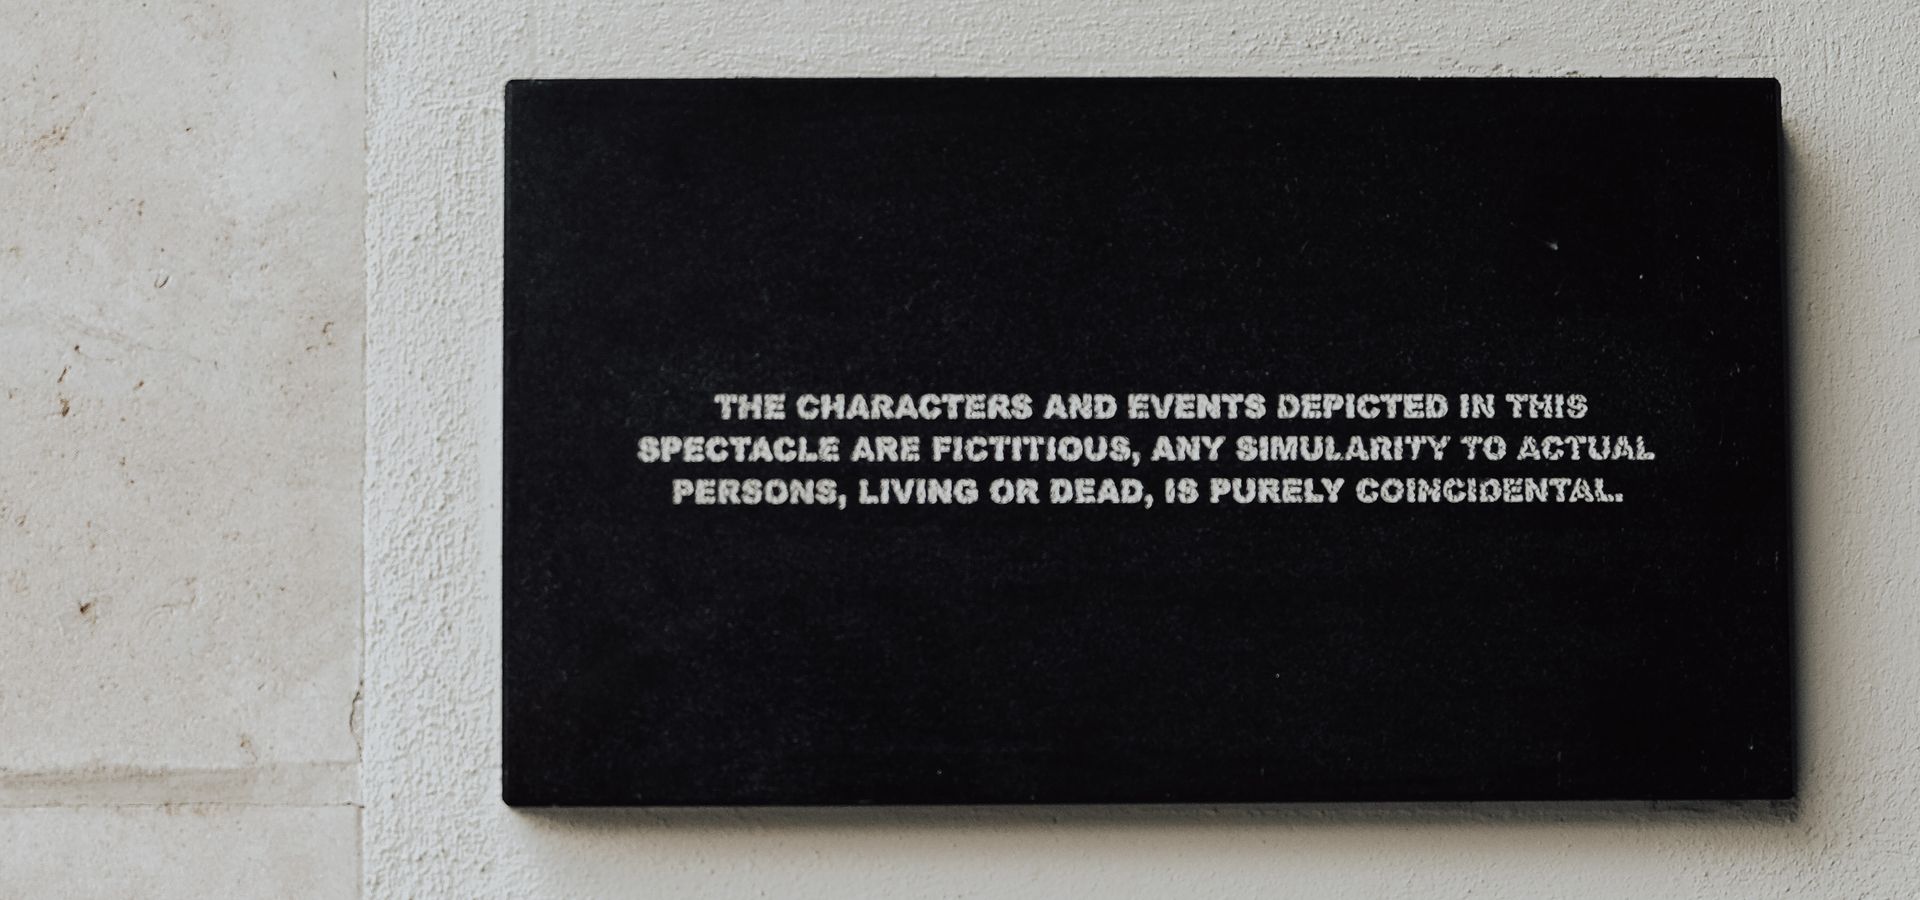 THE CHARACTERS AND EVENTS DEPICTED IN THIS
SPECTACLE ARE FICTITIOUS, ANY SIMULARITY TO ACTUAL
PERSONS, LIVING OR DEAD, IS PURELY COINCIDENTAL.